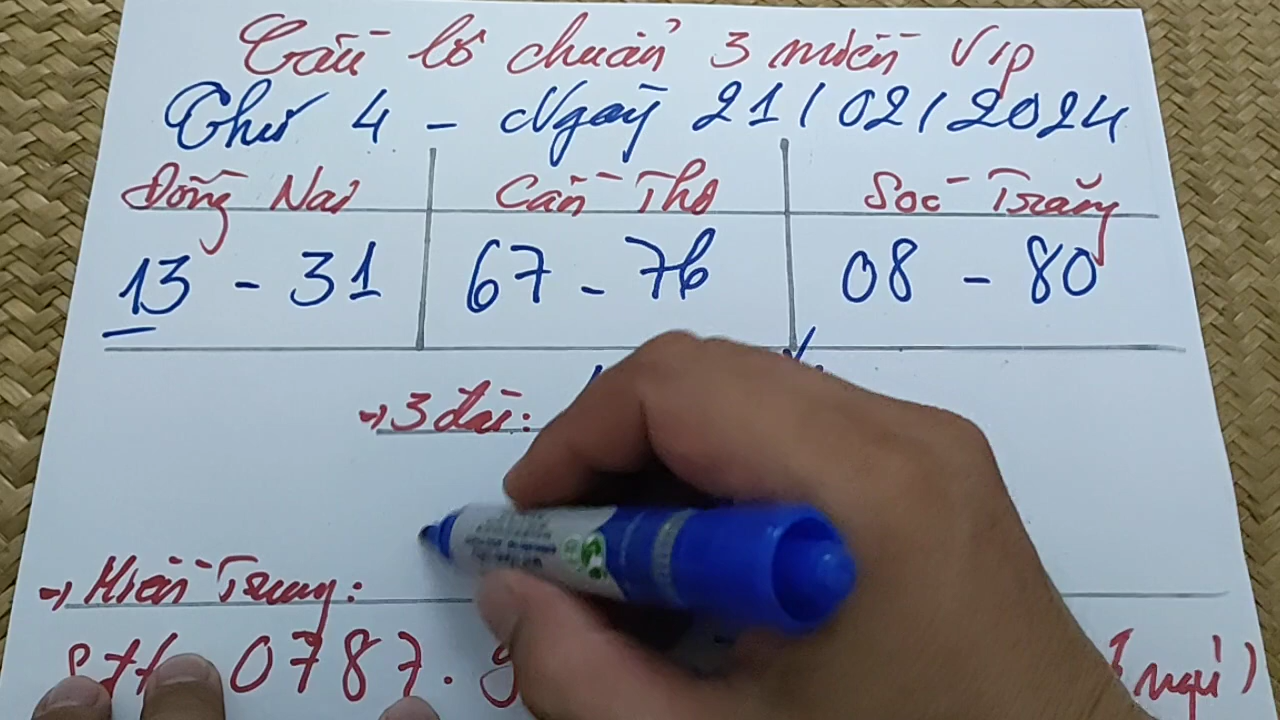 Cầu lô chuẩn 3 miền Vip
Thứ 4 - Ngày 21/02/2024
Đồng Nai Cần Thơ Sóc Trăng
13 - 31 67 - 76 08 - 80
→ 3 đài:
→ Miền Trung:
0787.